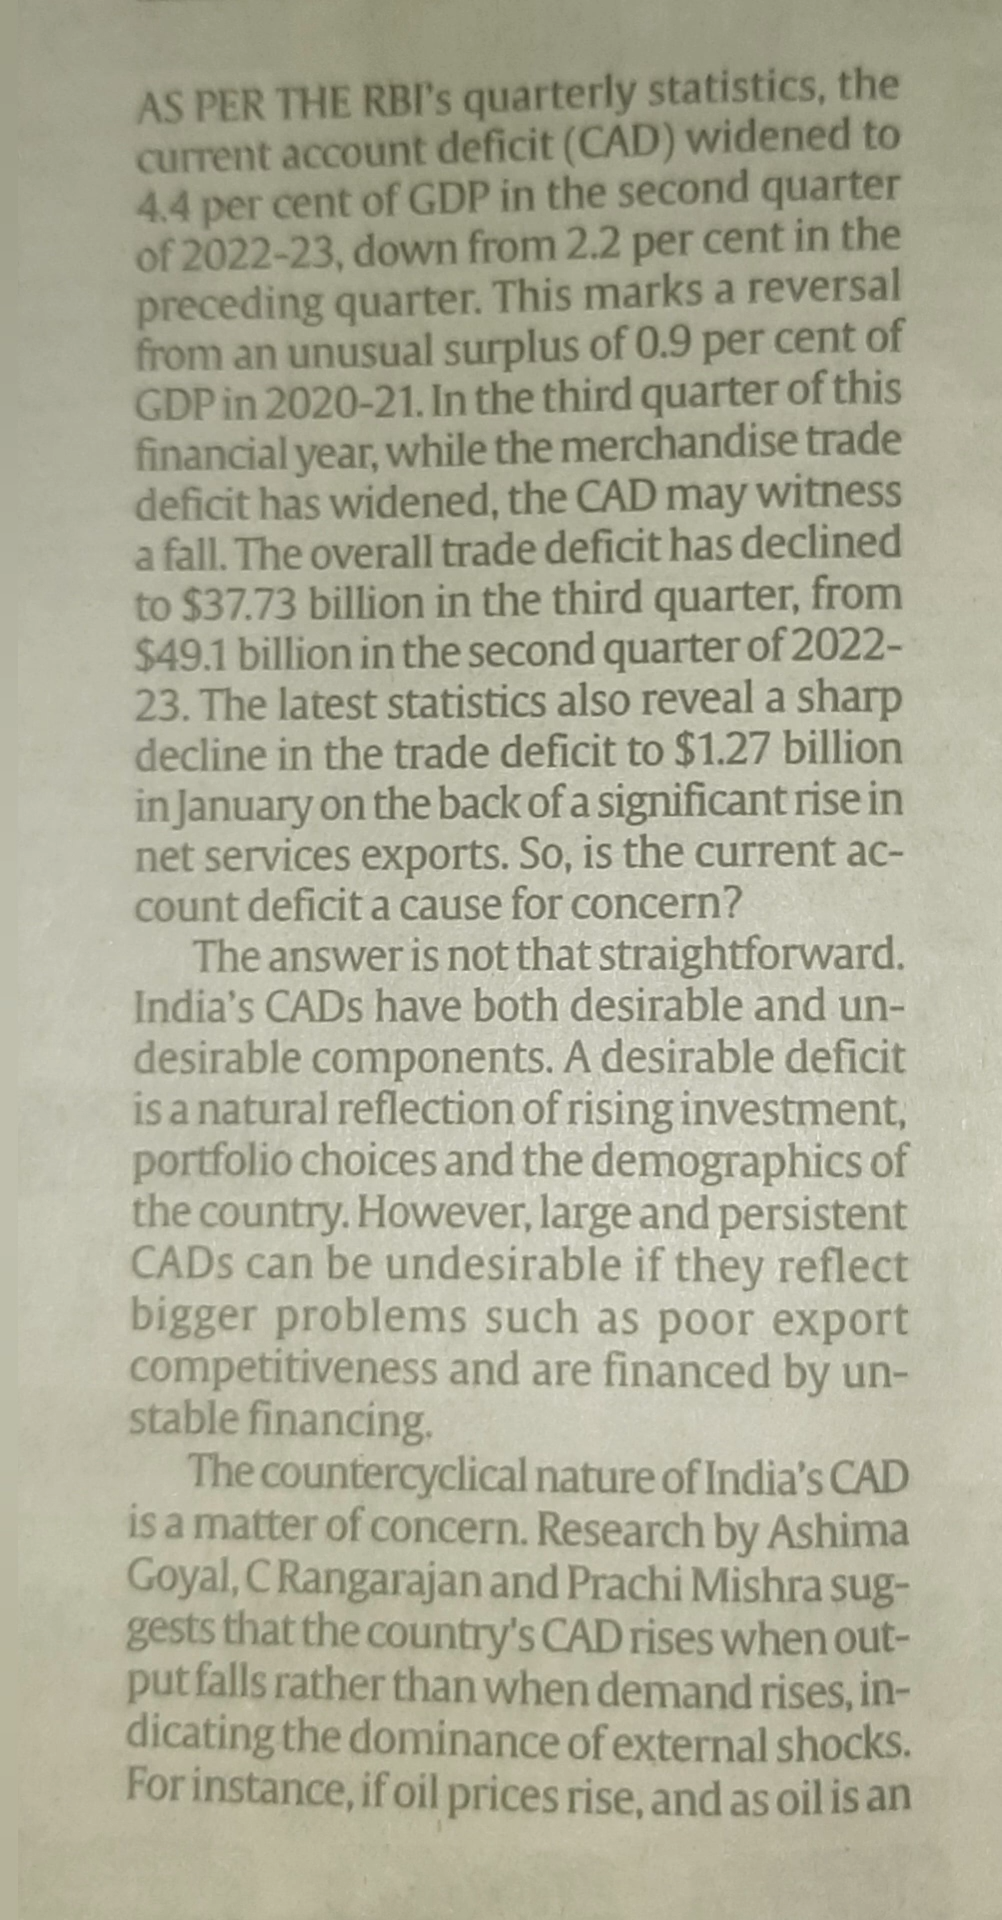 AS PER THE RBI's quarterly statistics, the
current account deficit (CAD) widened to
4.4 per cent of GDP in the second quarter
of 2022-23, down from 2.2 per cent in the
preceding quarter. This marks a reversal
from an unusual surplus of 0.9 per cent of
GDP in 2020-21. In the third quarter of this
financial year, while the merchandise trade
deficit has widened, the CAD may witness
a fall. The overall trade deficit has declined
to $37.73 billion in the third quarter, from
$49.1 billion in the second quarter of 2022-
23. The latest statistics also reveal a sharp
decline in the trade deficit to $1.27 billion
in January on the back of a significant rise in
net services exports. So, is the current ac-
count deficit a cause for concern?
The answer is not that straightforward.
India's CADs have both desirable and un-
desirable components. A desirable deficit
is a natural reflection of rising investment,
portfolio choices and the demographics of
the country. However, large and persistent
CADs can be undesirable if they reflect
bigger problems such as poor export
competitiveness and are financed by un-
stable financing.
The countercyclical nature of India's CAD
is a matter of concern. Research by Ashima
Goyal, C Rangarajan and Prachi Mishra sug-
gests that the country's CAD rises when out-
put falls rather than when demand rises, in-
dicating the dominance of external shocks.
For instance, if oil prices rise, and as oil is an